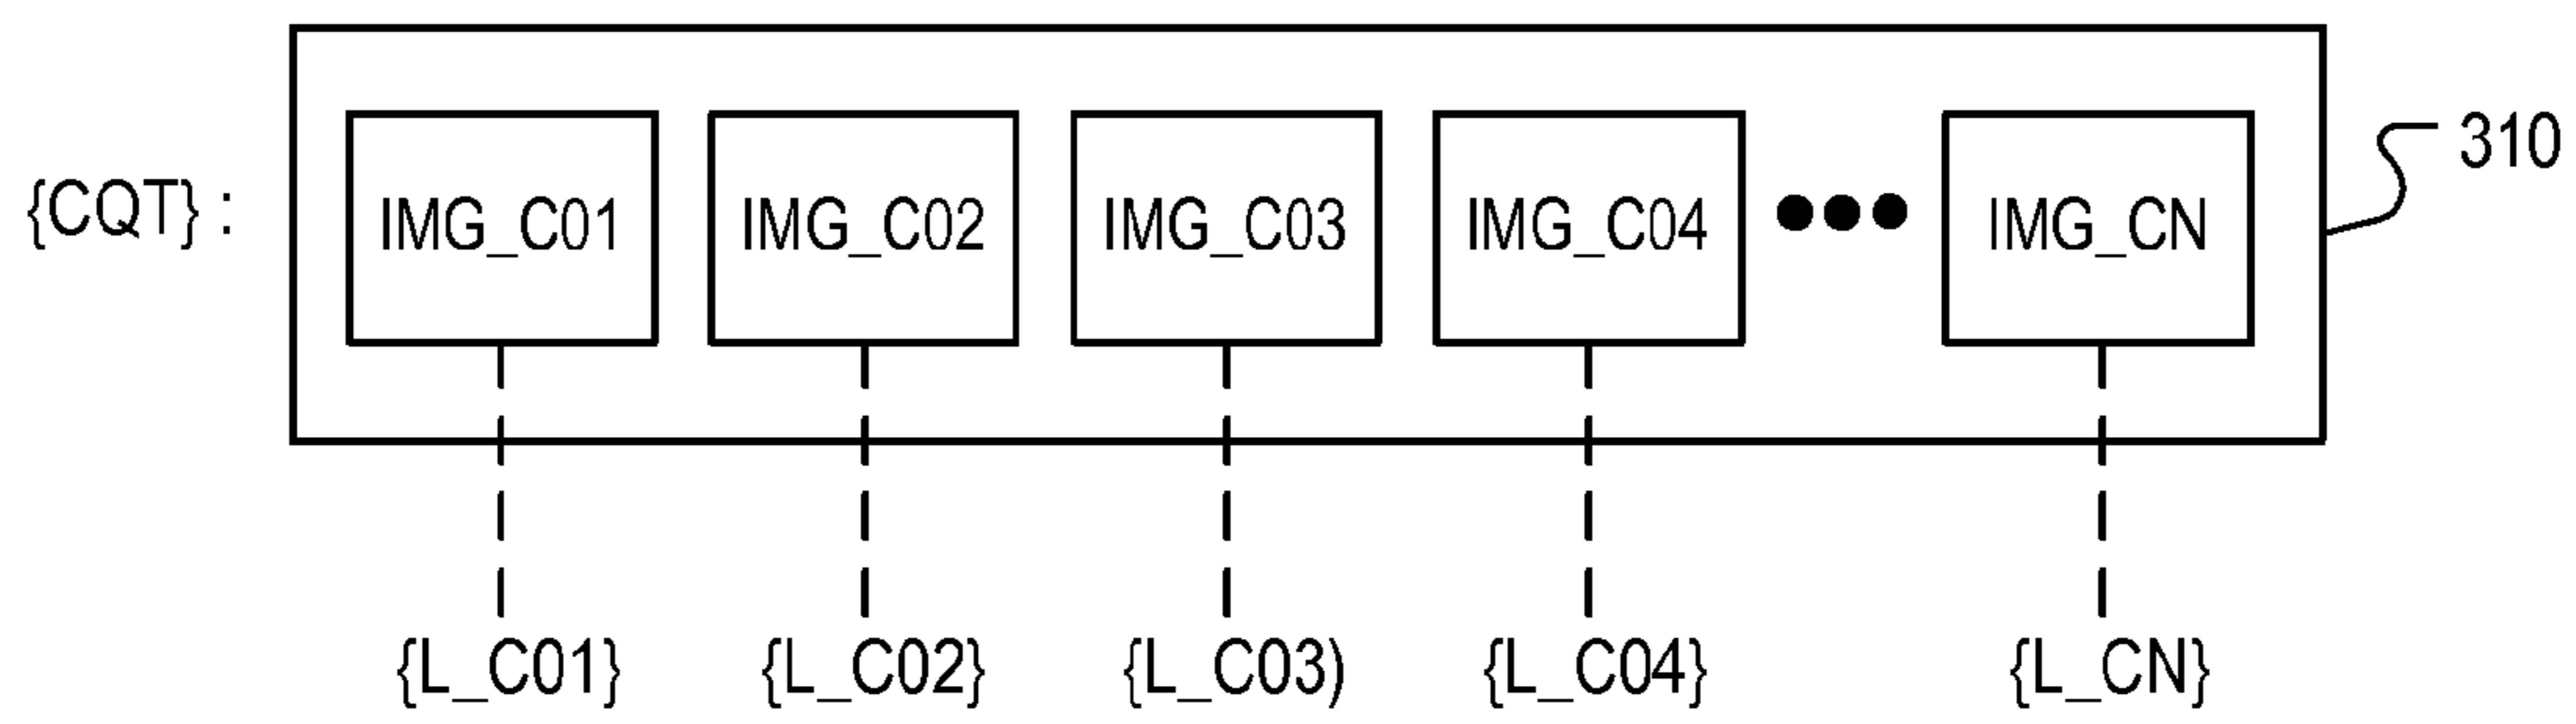 310
{CQT} : IMG_C01 IMG_C02 IMG_C03 IMG_C04 ●●● IMG_CN
{L_C01} {L_C02} {L_C03) {L_C04} {L_CN}